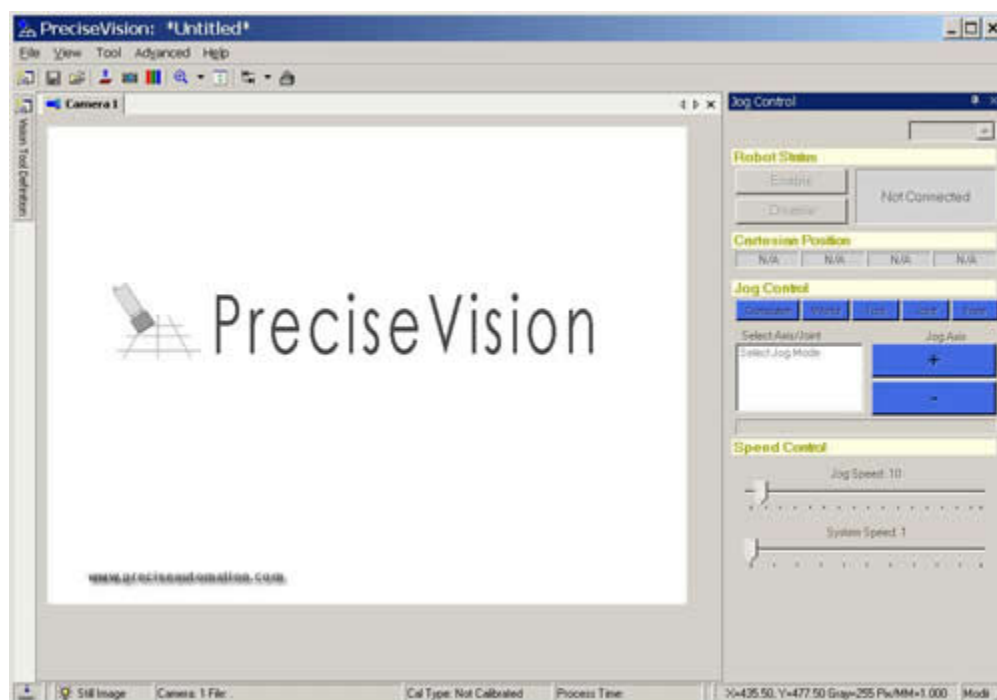 PreciseVision: *Untitled*
File View Tool Advanced Help
Camera 1
Vision Tool Definition
PreciseVision
www.preciseautomation.com
Jog Control
Robot Status
Enable
Not Connected
Disable
Cartesian Position
N/A N/A N/A N/A
Jog Control
Computer World Tool Joint Free
Select Axis/Joint Jog Axis
Select Jog Mode
+
-
Speed Control
Jog Speed: 10
System Speed: 1
Still Image Camera: 1 File: Cal Type: Not Calibrated Process Time: X=435.50, Y=477.50 Gray=255 Pix/MM=1.000